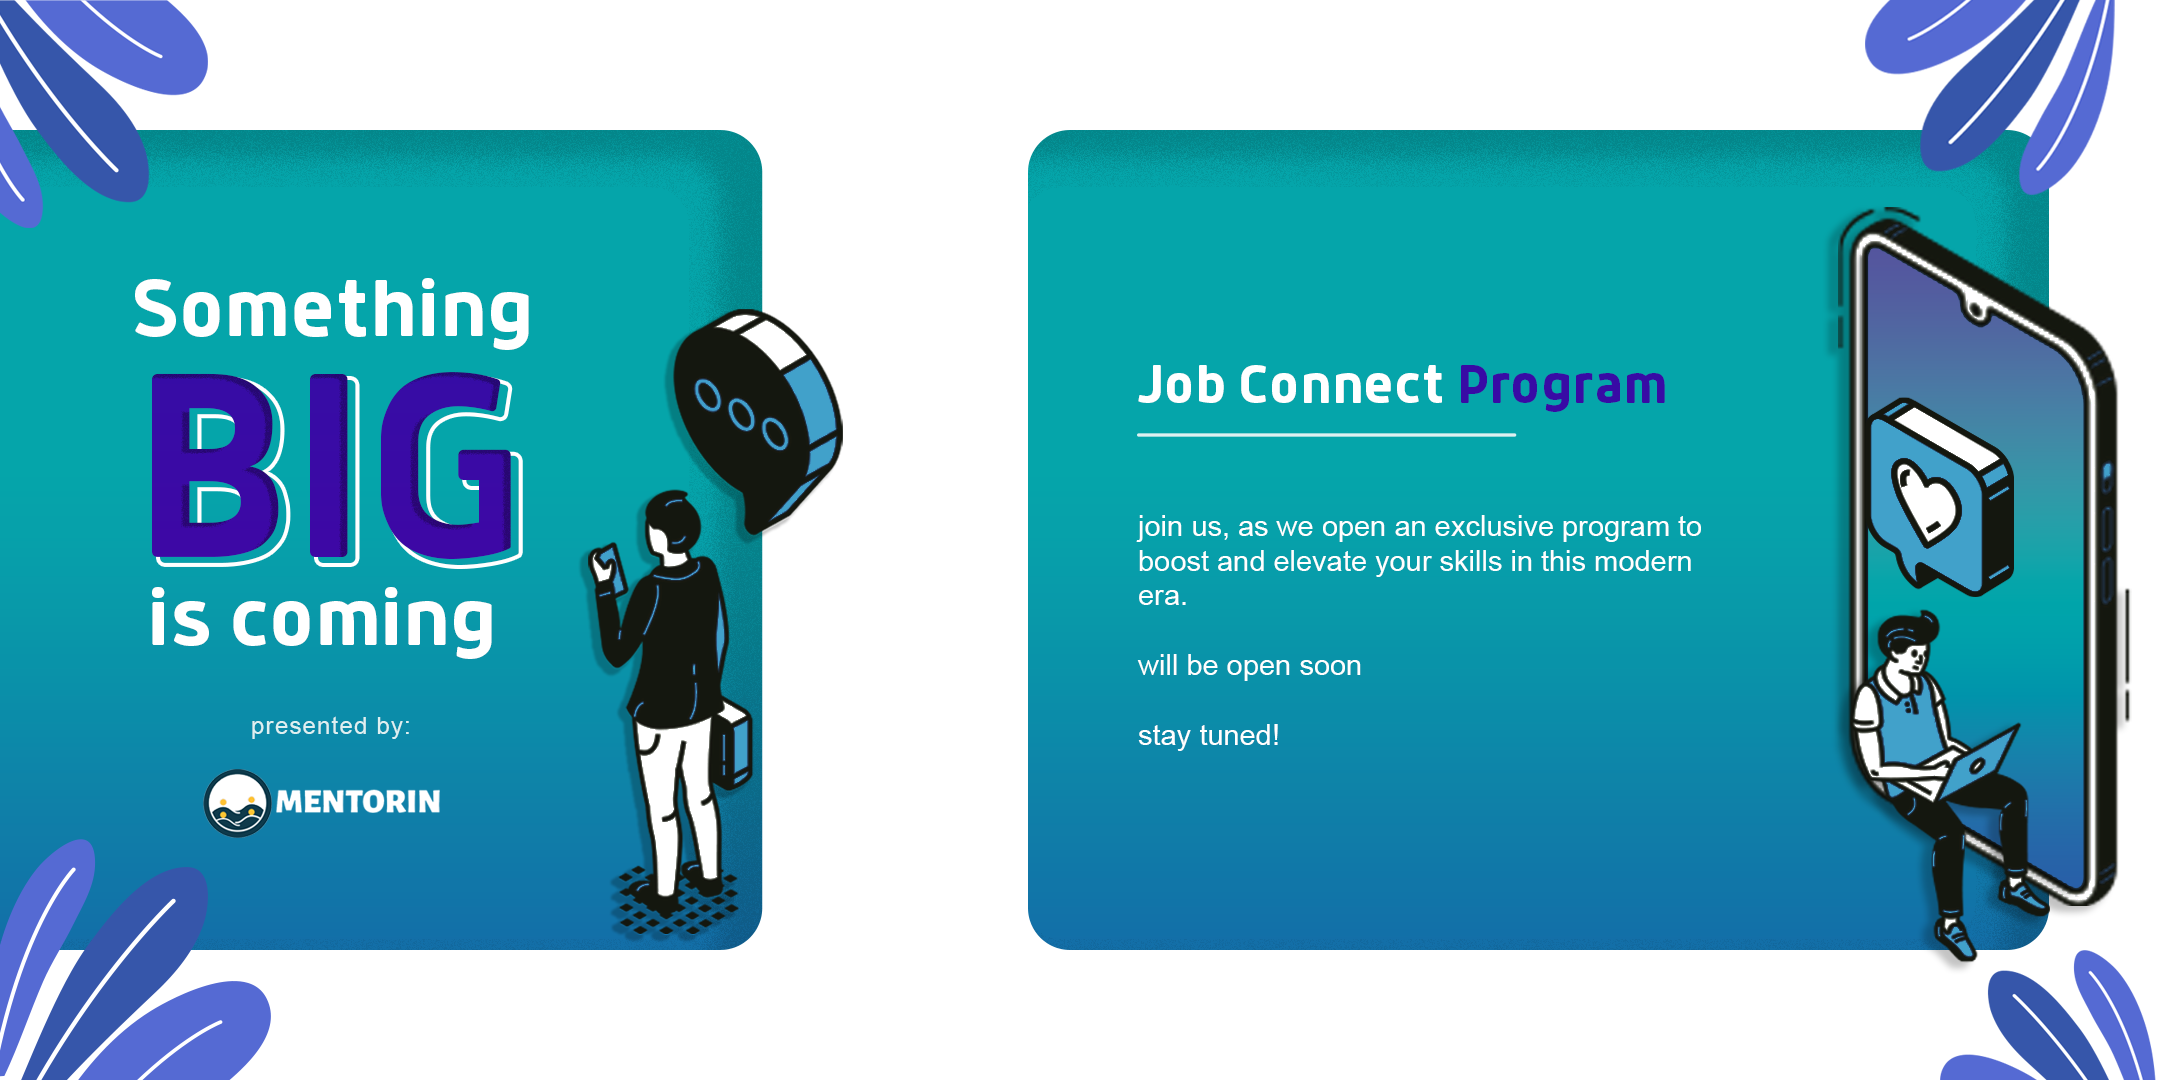 Something
BIG
is coming
presented by:
MENTORIN
Job Connect Program
join us, as we open an exclusive program to
boost and elevate your skills in this modern
era.
will be open soon
stay tuned!